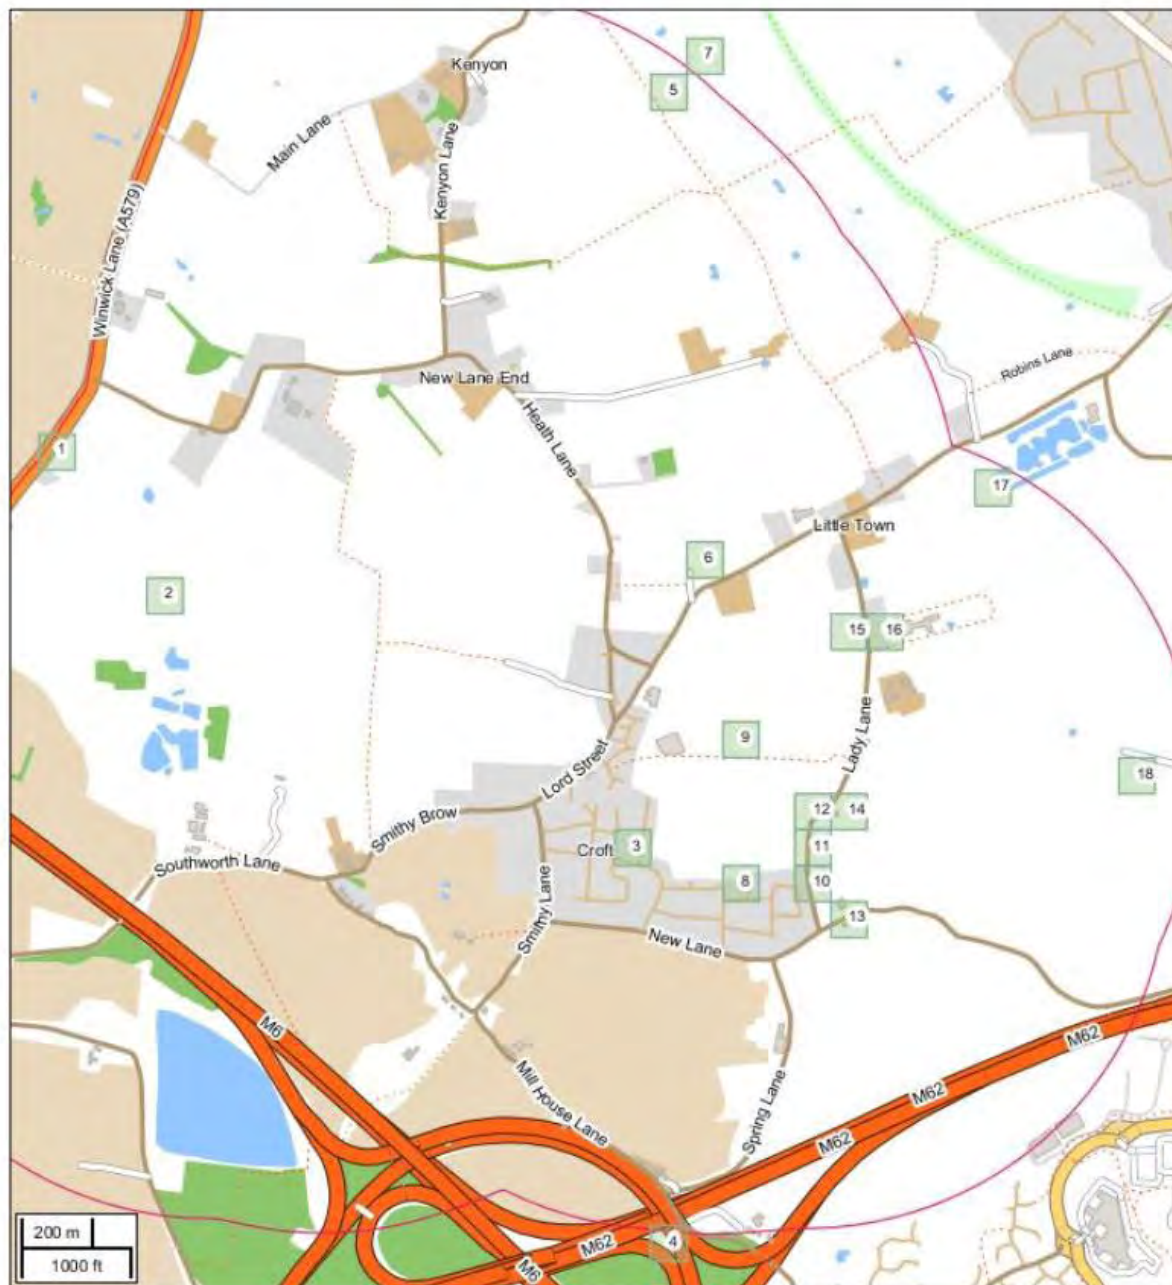 7
Kenyon
5
Main Lane
Kenyon Lane
Winwick Lane (A579)
Robins Lane
New Lane End
Heath Lane
1
17
Little Town
6
2
15
16
Lady Lane
9
Lord Street
18
12
14
Smithy Brow
Croft
3
11
Southworth Lane
8
10
Smithy Lane
13
New Lane
M6
M62
M62
Mill House Lane
Spring Lane
M62
200 m
M62
4
1000 ft
M6